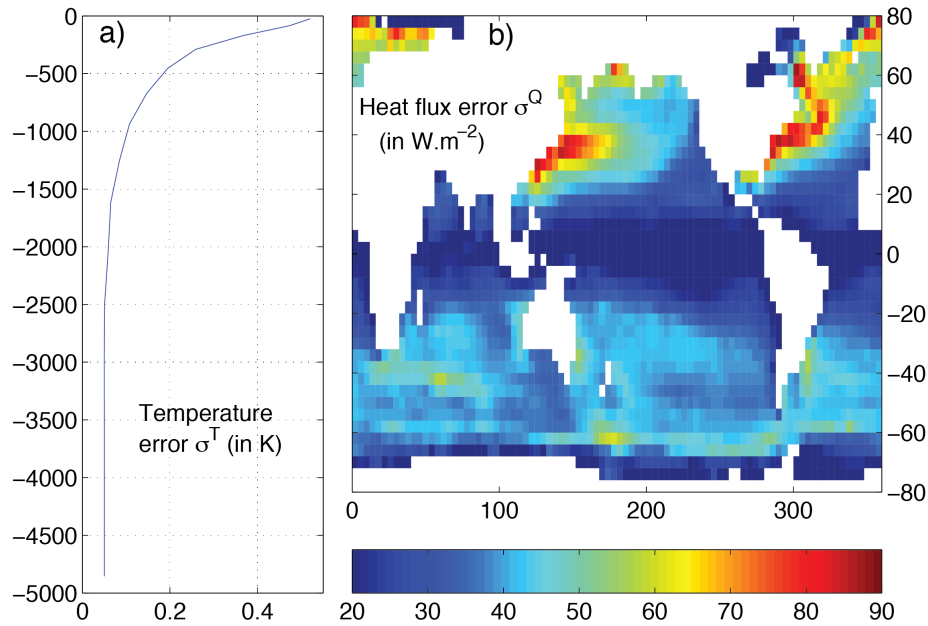 a)
0
−500
−1000
−1500
−2000
−2500
−3000
−3500
−4000
−4500
−5000
0 0.2 0.4
Temperature
error σ^T (in K)
b)
Heat flux error σ^Q
(in W.m^−2)
80
60
40
20
0
−20
−40
−60
−80
0 100 200 300
20 30 40 50 60 70 80 90